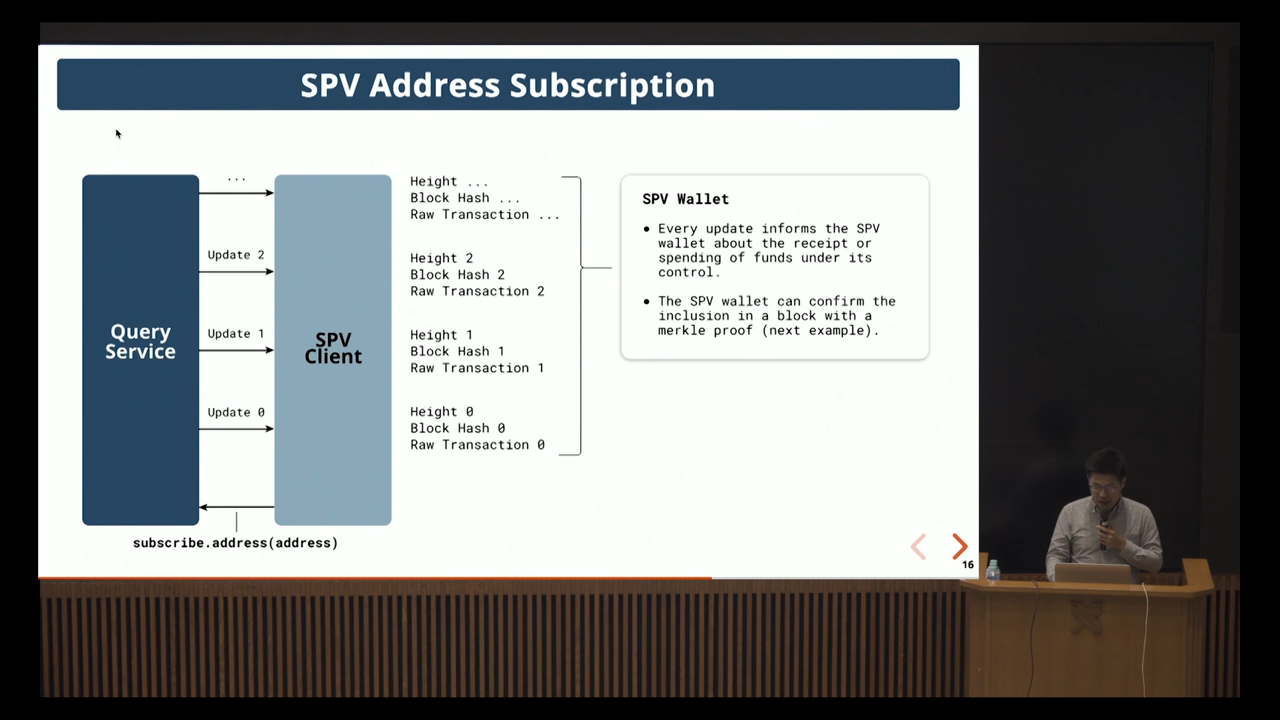 SPV Address Subscription
...
Update 2
Update 1
Update 0
Query
Service
SPV
Client
subscribe.address(address)
Height ...
Block Hash ...
Raw Transaction ...
Height 2
Block Hash 2
Raw Transaction 2
Height 1
Block Hash 1
Raw Transaction 1
Height 0
Block Hash 0
Raw Transaction 0
SPV Wallet
● Every update informs the SPV
wallet about the receipt or
spending of funds under its
control.
● The SPV wallet can confirm the
inclusion in a block with a
merkle proof (next example).
16